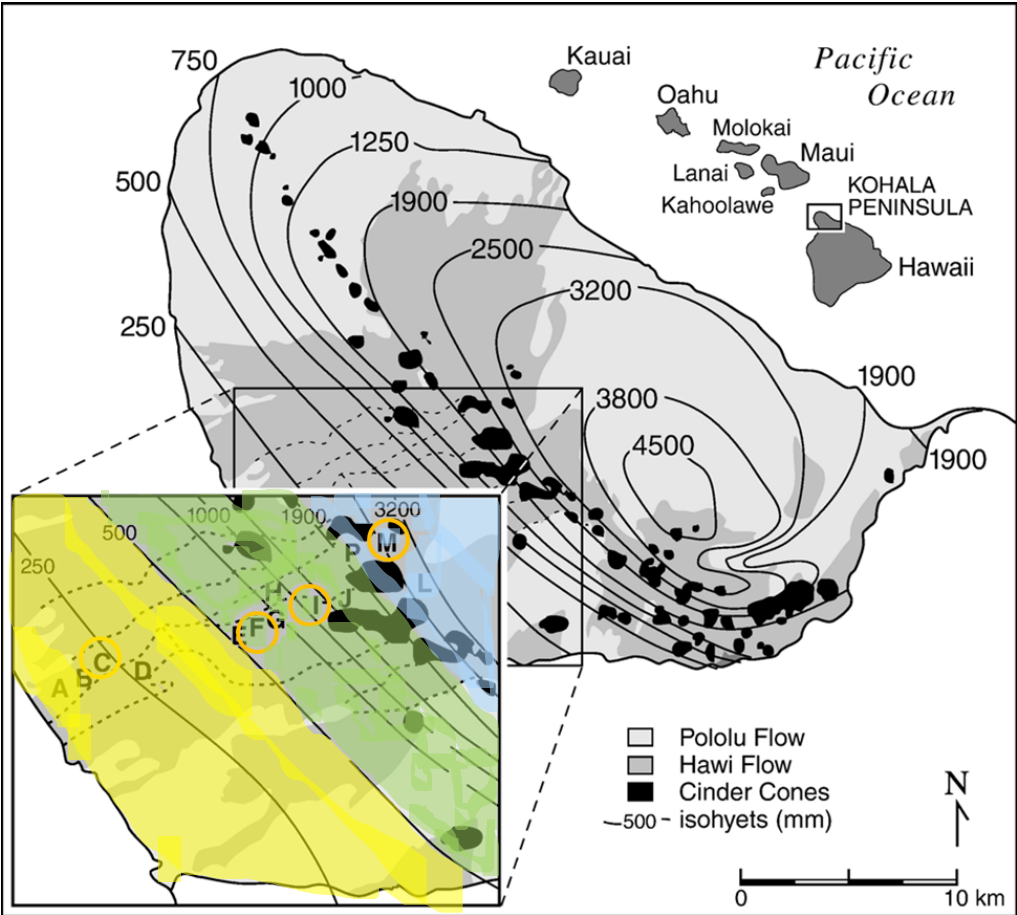 Kauai
Pacific
Ocean
Oahu
Molokai
Maui
Lanai
Kahoolawe
KOHALA
PENINSULA
Hawaii
750
1000
1250
500
1900
2500
3200
250
1900
3800
4500
1900
1000
1900
3200
500
250
P
M
L
H
I
J
G
E
F
C
D
B
A
Pololu Flow
Hawi Flow
Cinder Cones
500 isohyets (mm)
N
0
10 km